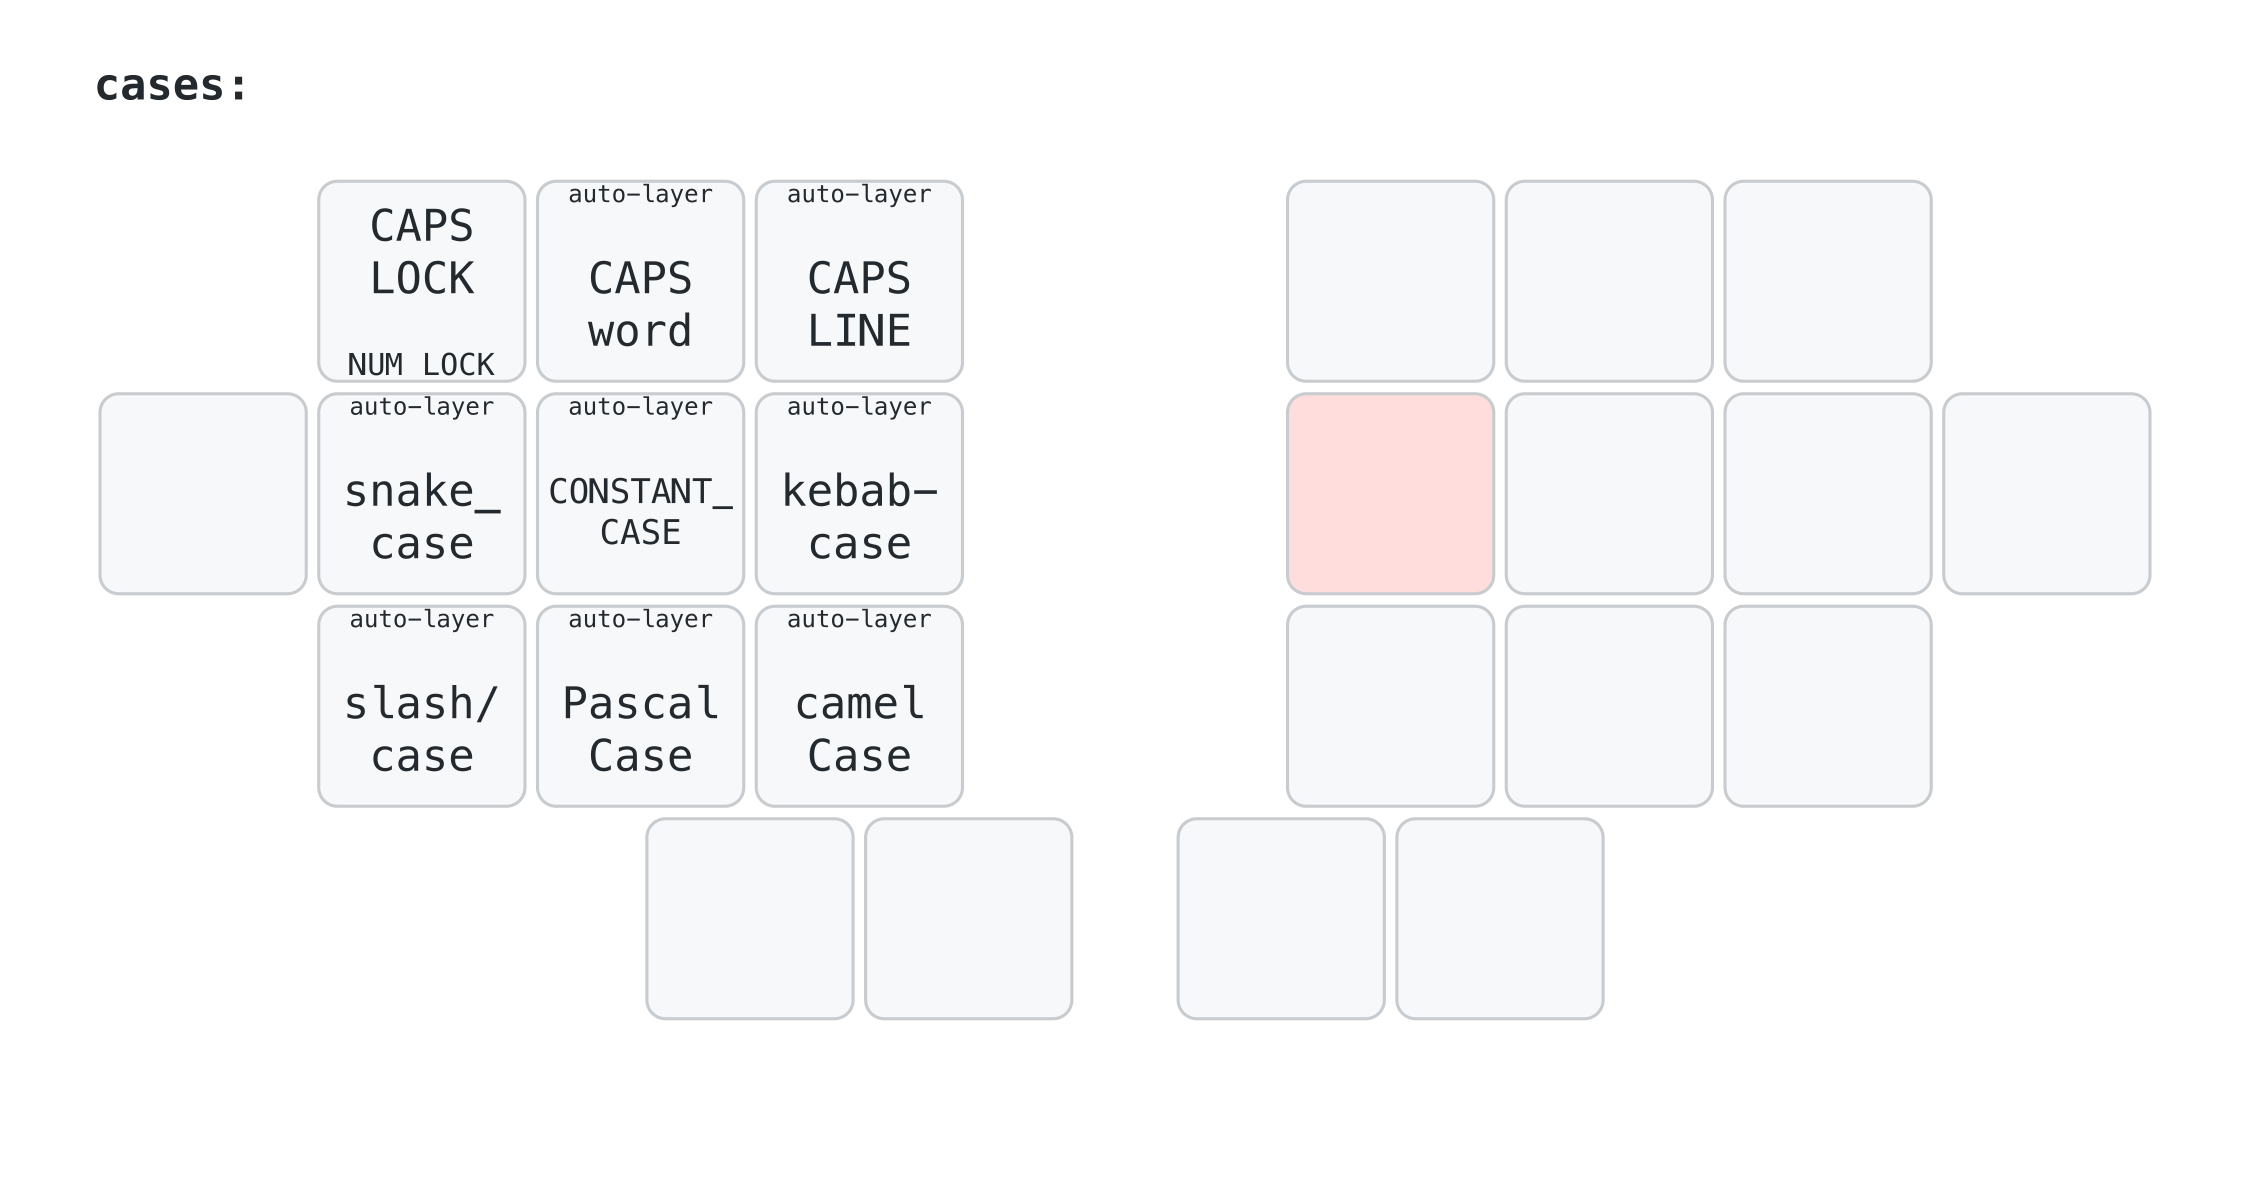 cases:
CAPS
LOCK
NUM LOCK
auto-layer
CAPS
word
auto-layer
CAPS
LINE
auto-layer
snake_
case
auto-layer
CONSTANT_
CASE
auto-layer
kebab-
case
auto-layer
slash/
case
auto-layer
Pascal
Case
auto-layer
camel
Case